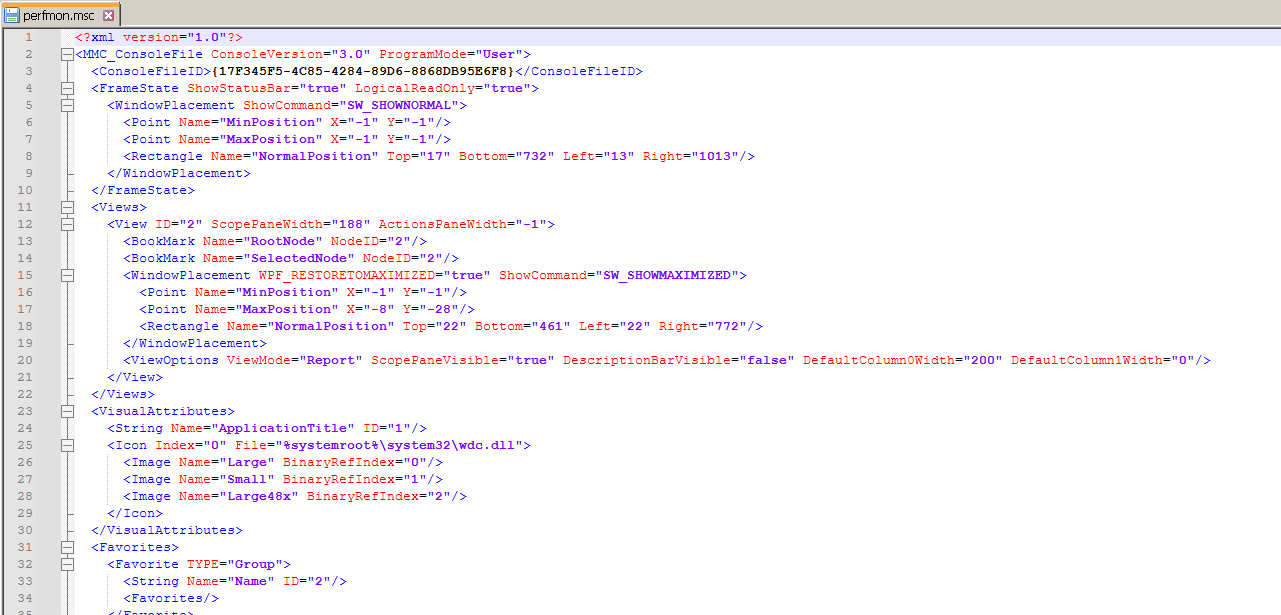 perfmon.msc
1 <?xml version="1.0"?>
2 <MMC_ConsoleFile ConsoleVersion="3.0" ProgramMode="User">
3 <ConsoleFileID>{17F345F5-4C85-4284-89D6-8868DB95E6F8}</ConsoleFileID>
4 <FrameState ShowStatusBar="true" LogicalReadOnly="true">
5 <WindowPlacement ShowCommand="SW_SHOWNORMAL">
6 <Point Name="MinPosition" X="-1" Y="-1"/>
7 <Point Name="MaxPosition" X="-1" Y="-1"/>
8 <Rectangle Name="NormalPosition" Top="17" Bottom="732" Left="13" Right="1013"/>
9 </WindowPlacement>
10 </FrameState>
11 <Views>
12 <View ID="2" ScopePaneWidth="188" ActionsPaneWidth="-1">
13 <BookMark Name="RootNode" NodeID="2"/>
14 <BookMark Name="SelectedNode" NodeID="2"/>
15 <WindowPlacement WPF_RESTORETOMAXIMIZED="true" ShowCommand="SW_SHOWMAXIMIZED">
16 <Point Name="MinPosition" X="-1" Y="-1"/>
17 <Point Name="MaxPosition" X="-8" Y="-28"/>
18 <Rectangle Name="NormalPosition" Top="22" Bottom="461" Left="22" Right="772"/>
19 </WindowPlacement>
20 <ViewOptions ViewMode="Report" ScopePaneVisible="true" DescriptionBarVisible="false" DefaultColumn0Width="200" DefaultColumn1Width="0"/>
21 </View>
22 </Views>
23 <VisualAttributes>
24 <String Name="ApplicationTitle" ID="1"/>
25 <Icon Index="0" File="%systemroot%\system32\wdc.dll">
26 <Image Name="Large" BinaryRefIndex="0"/>
27 <Image Name="Small" BinaryRefIndex="1"/>
28 <Image Name="Large48x" BinaryRefIndex="2"/>
29 </Icon>
30 </VisualAttributes>
31 <Favorites>
32 <Favorite TYPE="Group">
33 <String Name="Name" ID="2"/>
34 <Favorites/>
35 </Favorite>